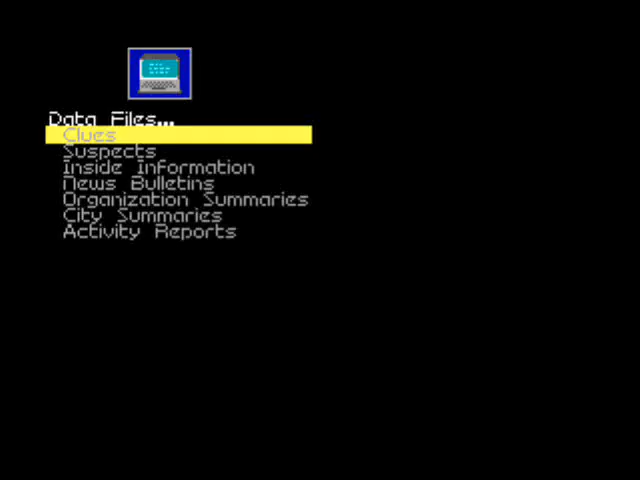 Data Files...
Clues
Suspects
Inside Information
News Bulletins
Organization Summaries
City Summaries
Activity Reports